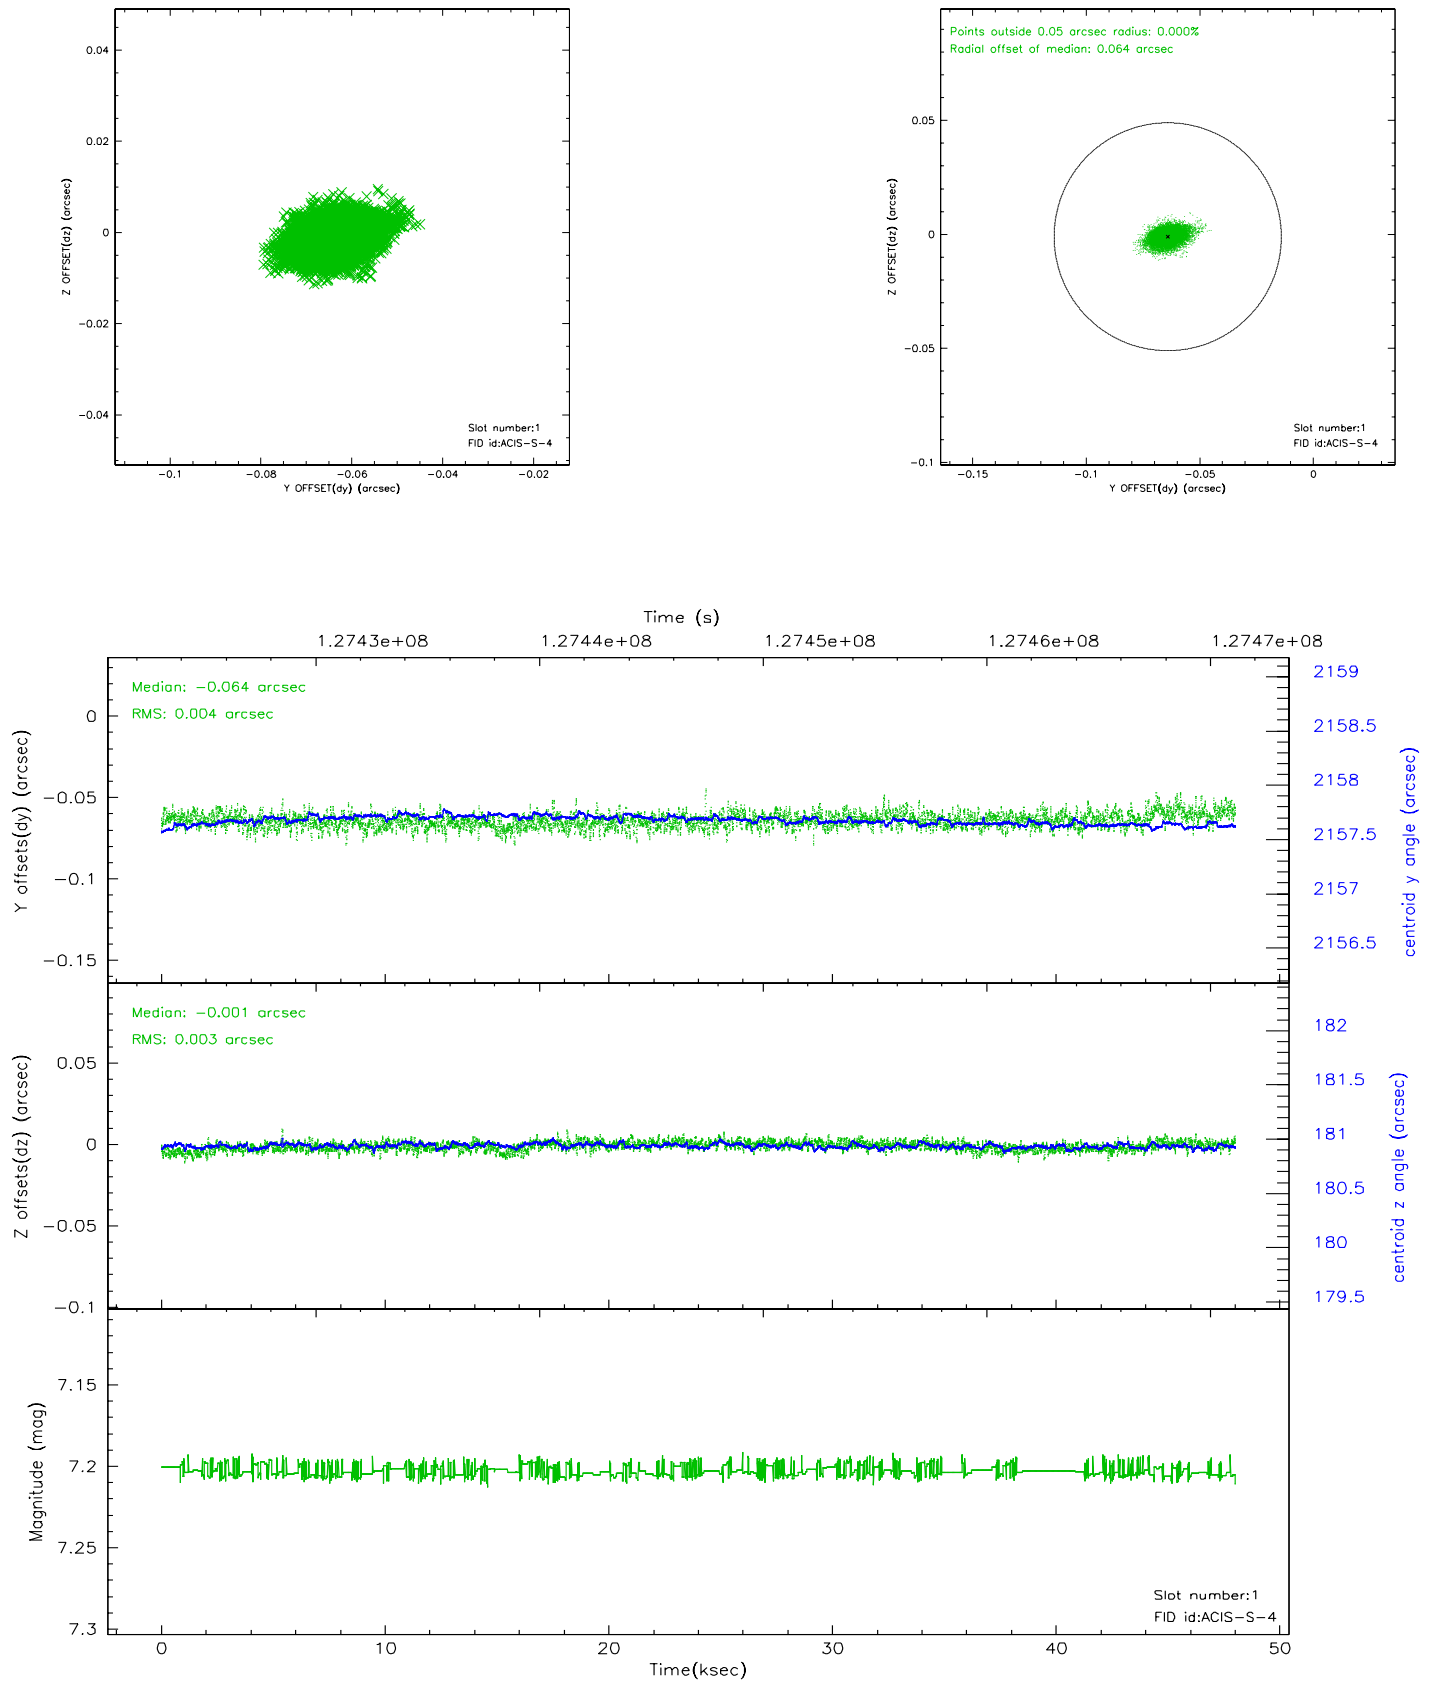 0.04
0.02
0
−0.02
−0.04
Z OFFSET(dz) (arcsec)
Slot number:1
FID id:ACIS−S−4
−0.1
−0.08
−0.06
−0.04
−0.02
Y OFFSET(dy) (arcsec)
Points outside 0.05 arcsec radius: 0.000%
Radial offset of median: 0.064 arcsec
0.05
0
−0.05
−0.1
Z OFFSET(dz) (arcsec)
Slot number:1
FID id:ACIS−S−4
−0.15
−0.1
−0.05
0
Y OFFSET(dy) (arcsec)
Time (s)
1.2743e+08
1.2744e+08
1.2745e+08
1.2746e+08
1.2747e+08
Median: −0.064 arcsec
RMS: 0.004 arcsec
0
−0.05
−0.1
−0.15
Y offsets(dy) (arcsec)
2159
2158.5
2158
2157.5
2157
2156.5
centroid y angle (arcsec)
Median: −0.001 arcsec
RMS: 0.003 arcsec
0.05
0
−0.05
−0.1
Z offsets(dz) (arcsec)
182
181.5
181
180.5
180
179.5
centroid z angle (arcsec)
7.15
7.2
7.25
7.3
Magnitude (mag)
Slot number:1
FID id:ACIS−S−4
0
10
20
30
40
50
Time(ksec)